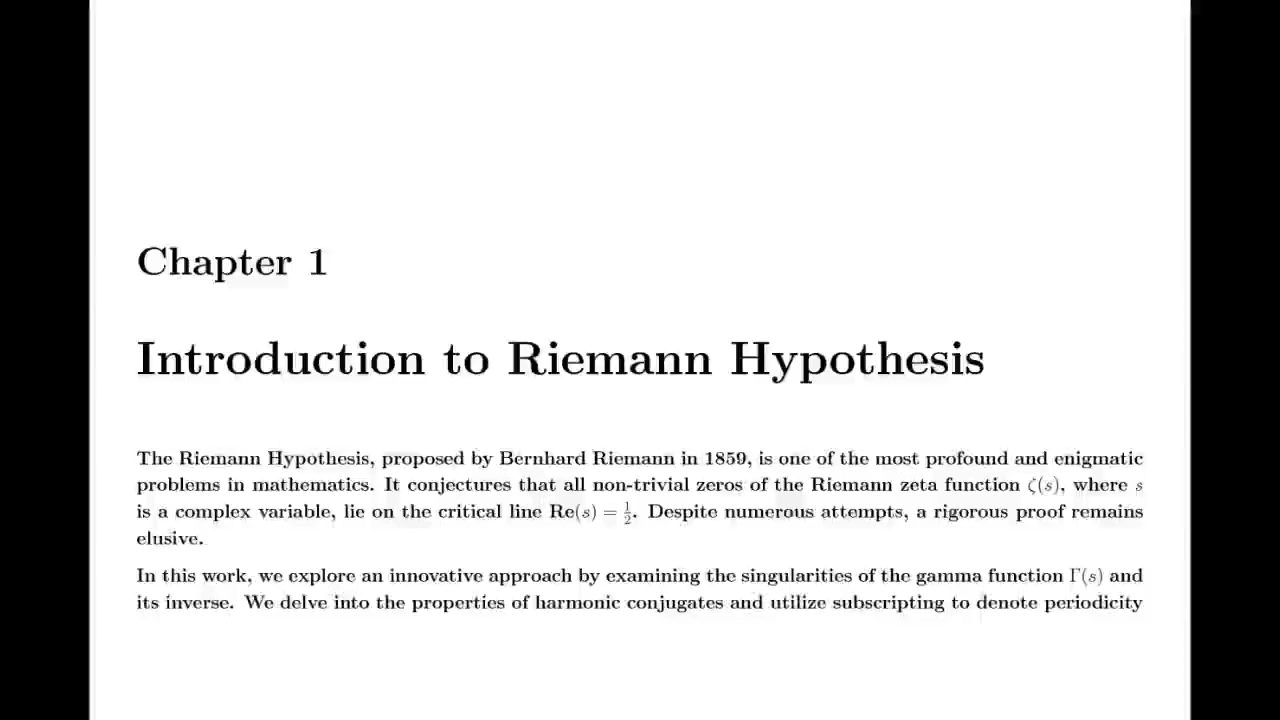 Chapter 1
Introduction to Riemann Hypothesis
The Riemann Hypothesis, proposed by Bernhard Riemann in 1859, is one of the most profound and enigmatic
problems in mathematics. It conjectures that all non-trivial zeros of the Riemann zeta function ζ(s), where s
is a complex variable, lie on the critical line Re(s) = 1/2. Despite numerous attempts, a rigorous proof remains
elusive.
In this work, we explore an innovative approach by examining the singularities of the gamma function Γ(s) and
its inverse. We delve into the properties of harmonic conjugates and utilize subscripting to denote periodicity